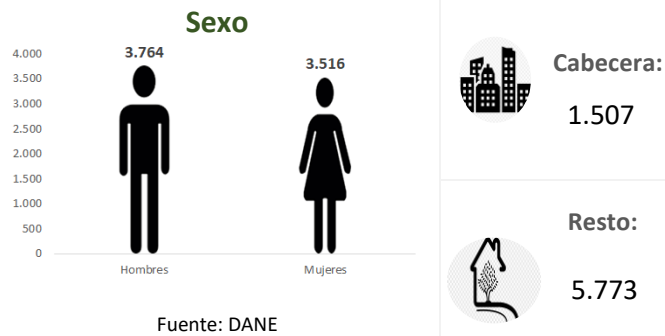 Sexo
4.000
3.500
3.000
2.500
2.000
1.500
1.000
500
0
3.764
3.516
Hombres
Mujeres
Fuente: DANE
Cabecera:
1.507
Resto:
5.773